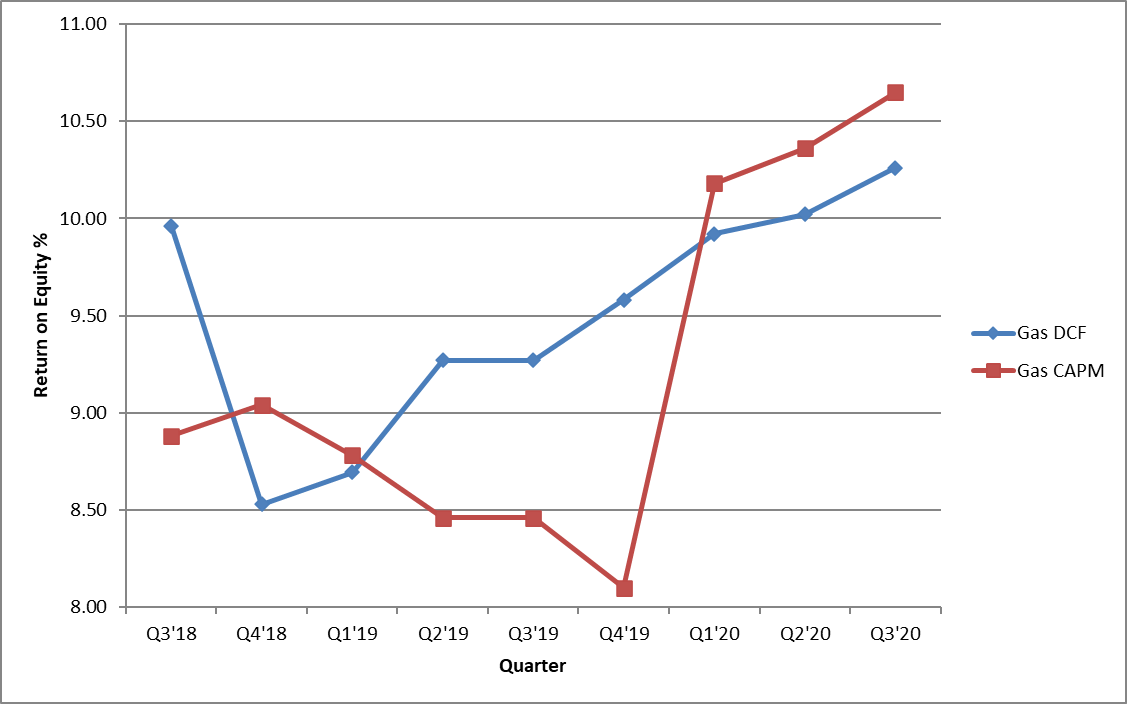 11.00
10.50
10.00
9.50
9.00
8.50
8.00
Return on Equity %
Q3'18 Q4'18 Q1'19 Q2'19 Q3'19 Q4'19 Q1'20 Q2'20 Q3'20
Quarter
Gas DCF
Gas CAPM